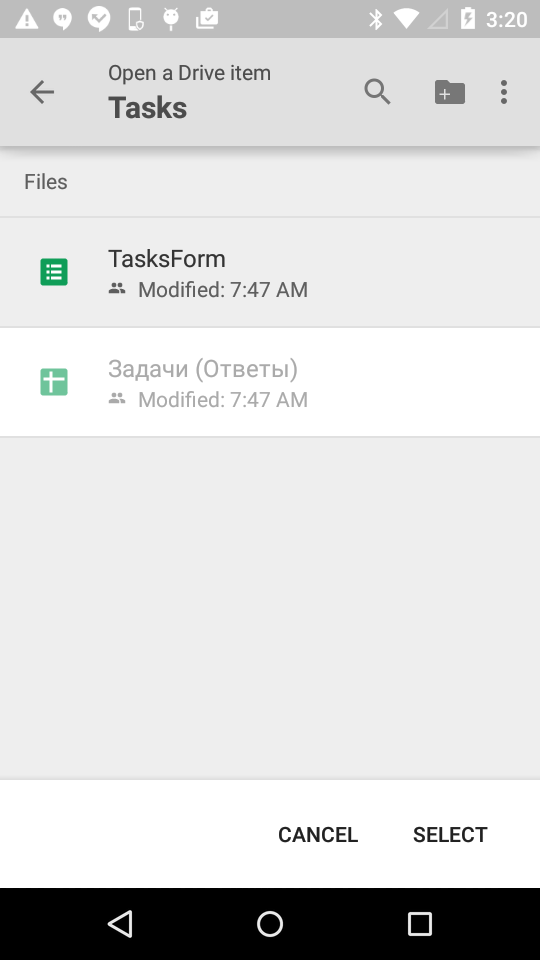 3:20
Open a Drive item
Tasks
Files
TasksForm
Modified: 7:47 AM
Задачи (Ответы)
Modified: 7:47 AM
CANCEL SELECT